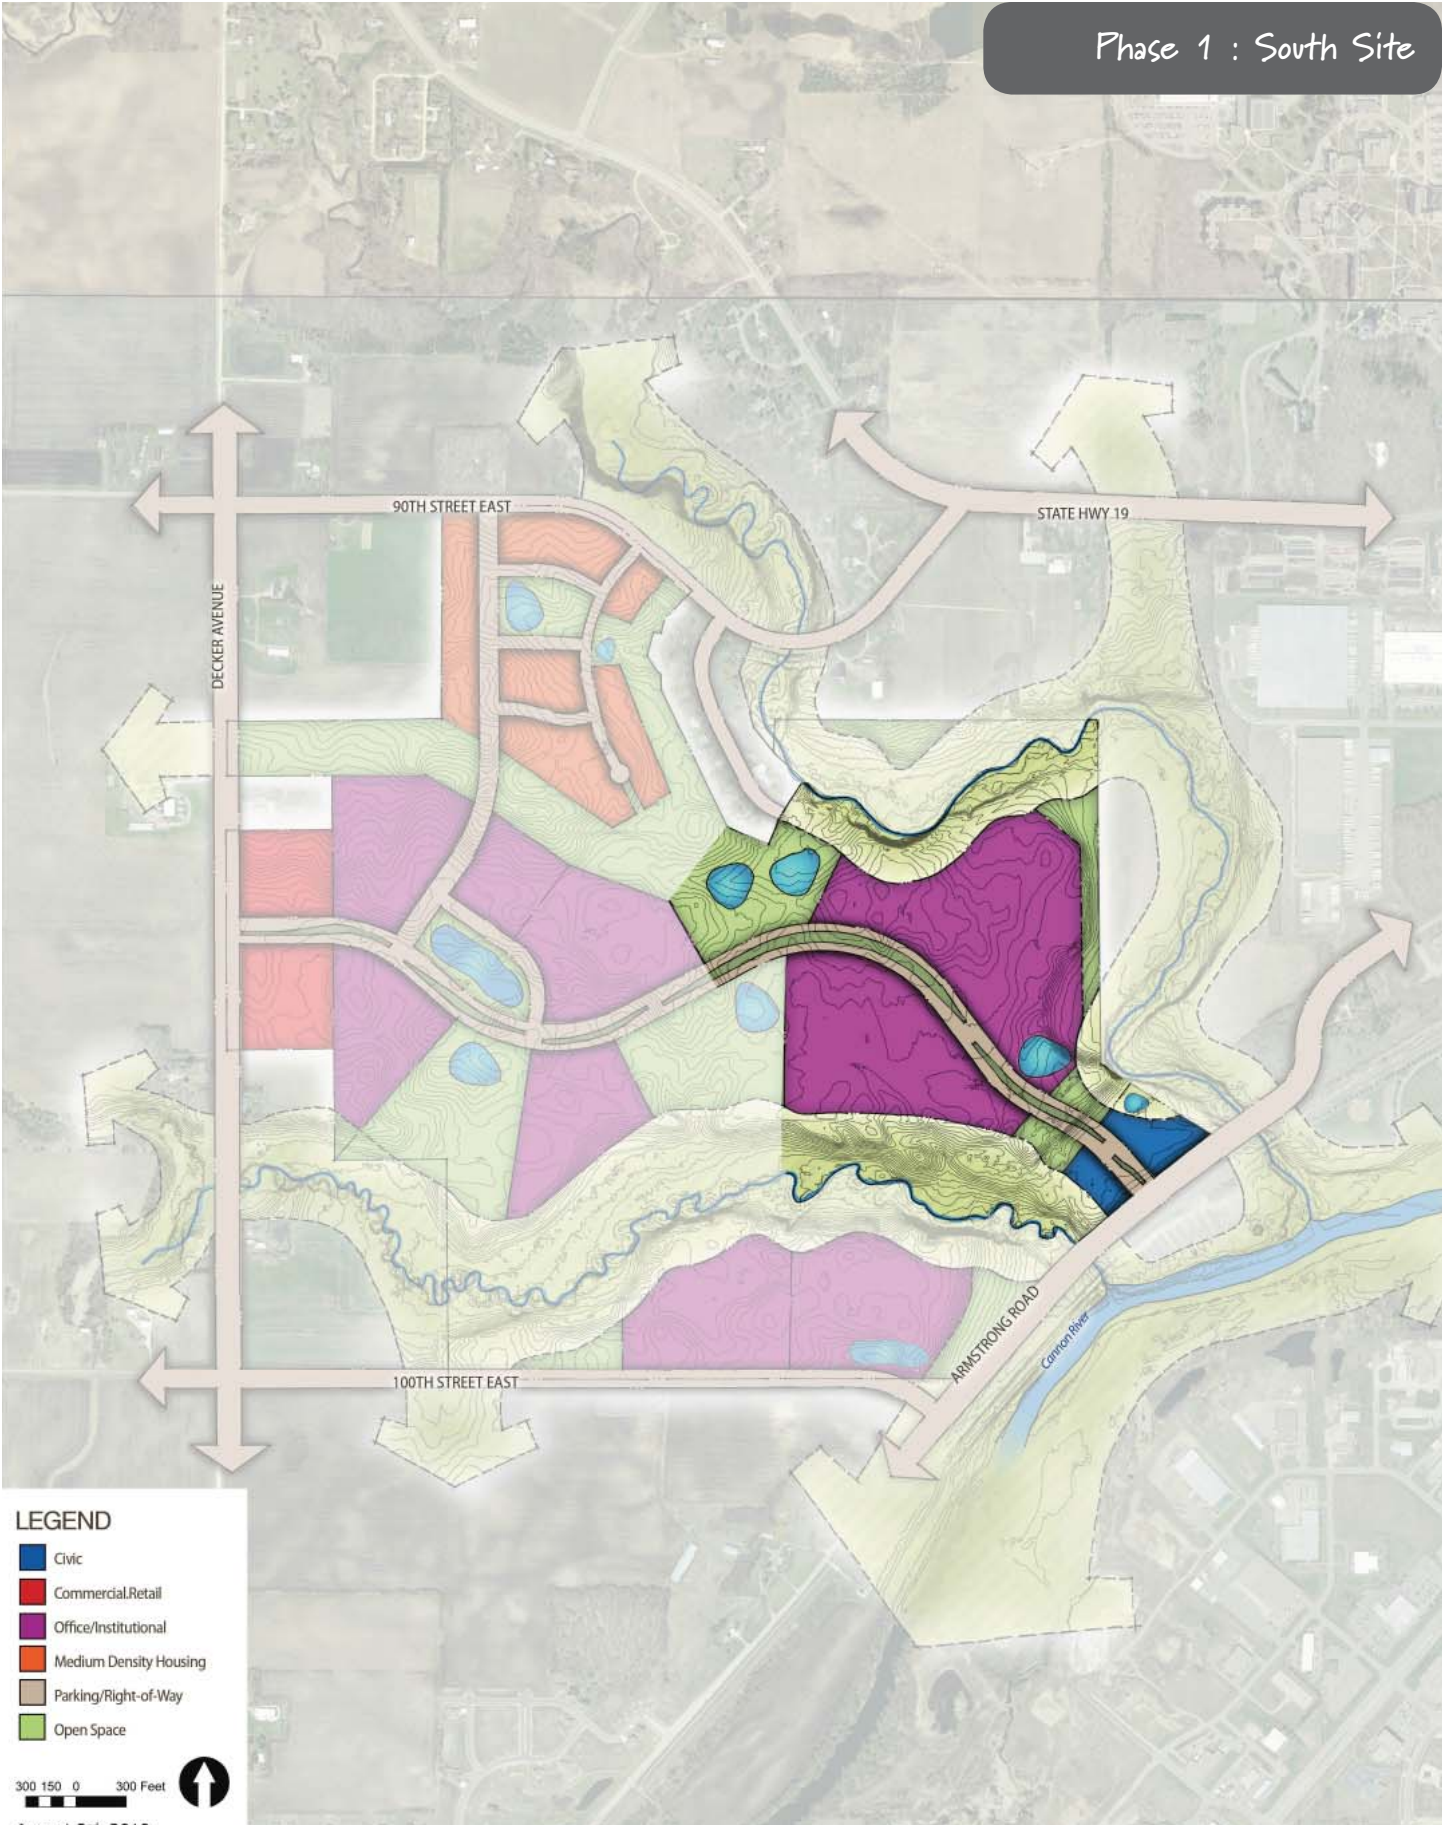 Phase 1 : South Site
90TH STREET EAST
STATE HWY 19
DECKER AVENUE
ARMSTRONG ROAD
Cannon River
100TH STREET EAST
LEGEND
Civic
Commercial.Retail
Office/Institutional
Medium Density Housing
Parking/Right-of-Way
Open Space
300 150 0 300 Feet